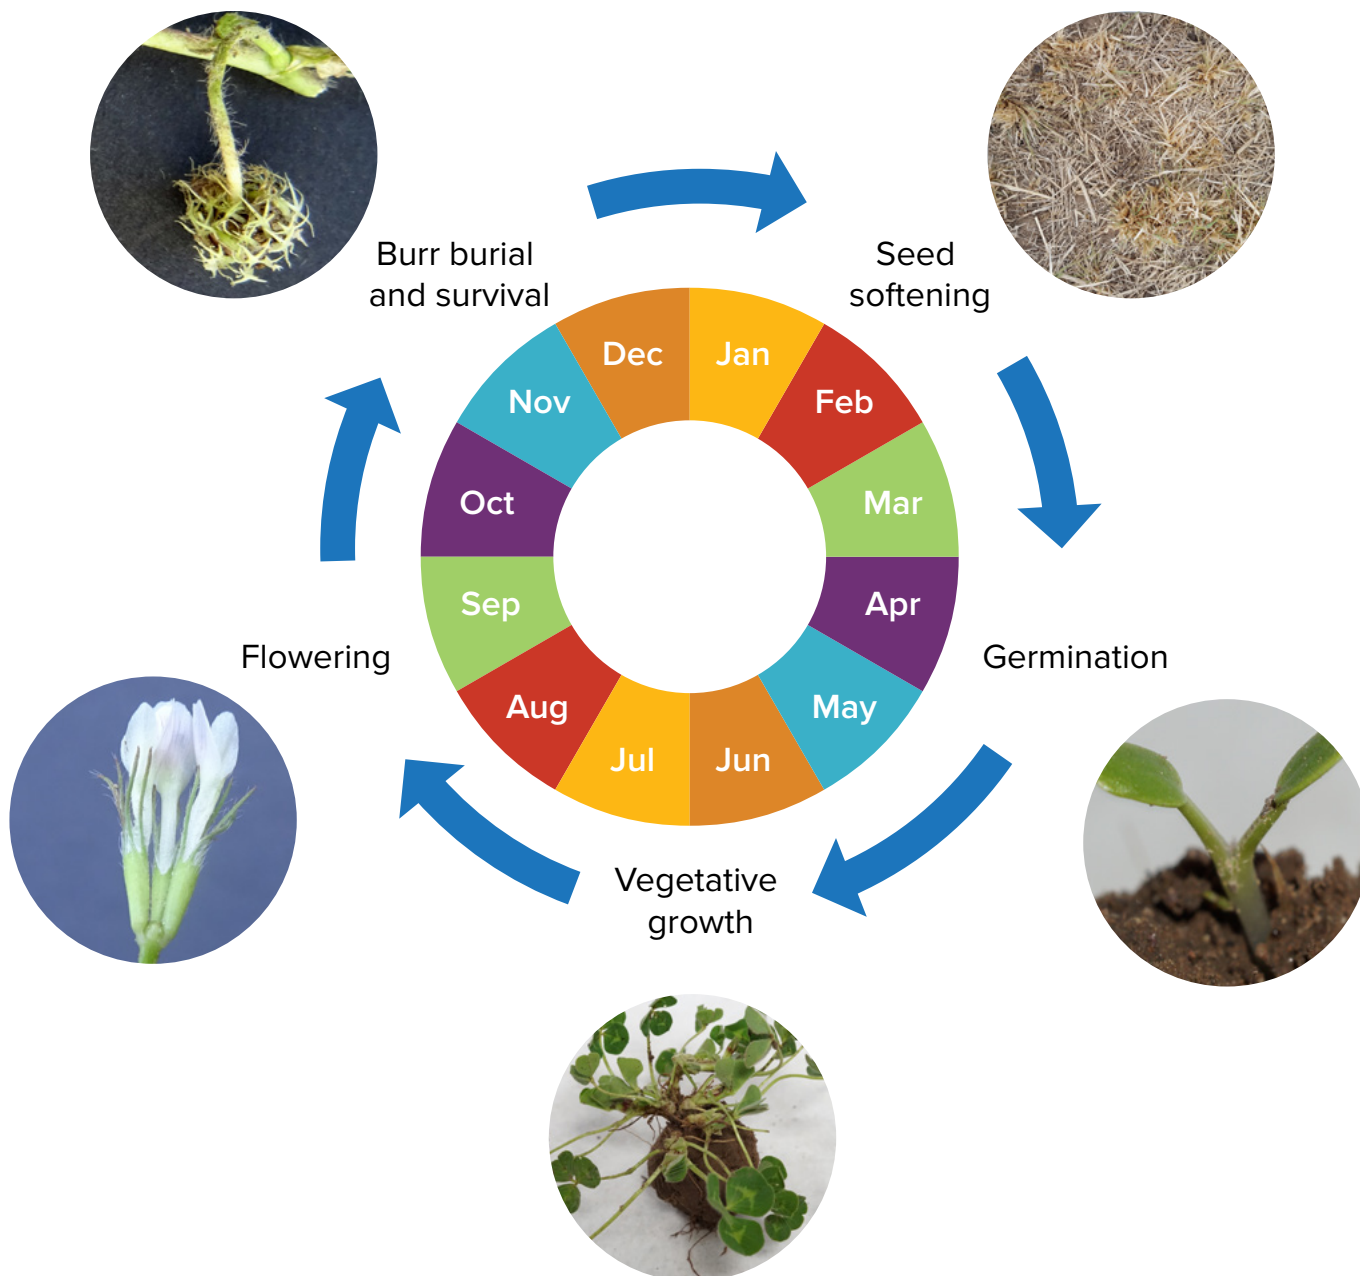 Burr burial
and survival
Seed
softening
Dec
Jan
Nov
Feb
Oct
Mar
Sep
Apr
Aug
May
Jul
Jun
Flowering
Germination
Vegetative
growth